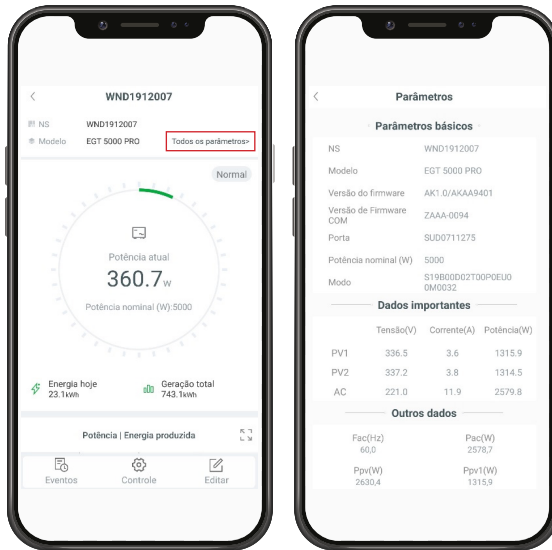 WND1912007
NS WND1912007
Modelo EGT 5000 PRO Todos os parâmetros>
Normal
Potência atual
360.7w
Potência nominal (W):5000
Energia hoje
23.1kWh
Geração total
743.1kWh
Potência | Energia produzida
Eventos Controle Editar
Parâmetros
Parâmetros básicos
NS WND1912007
Modelo EGT 5000 PRO
Versão do firmware AK1.0/AKAA9401
Versão de Firmware
COM ZAAA-0094
Porta SUD0711275
Potência nominal (W) 5000
Modo S19B00D02T00P0EU0
0M0032
Dados importantes
Tensão(V) Corrente(A) Potência(W)
PV1 336.5 3.6 1315.9
PV2 337.2 3.8 1314.5
AC 221.0 11.9 2579.8
Outros dados
Fac(Hz) Pac(W)
60,0 2578,7
Ppv(W) Ppv1(W)
2630,4 1315,9